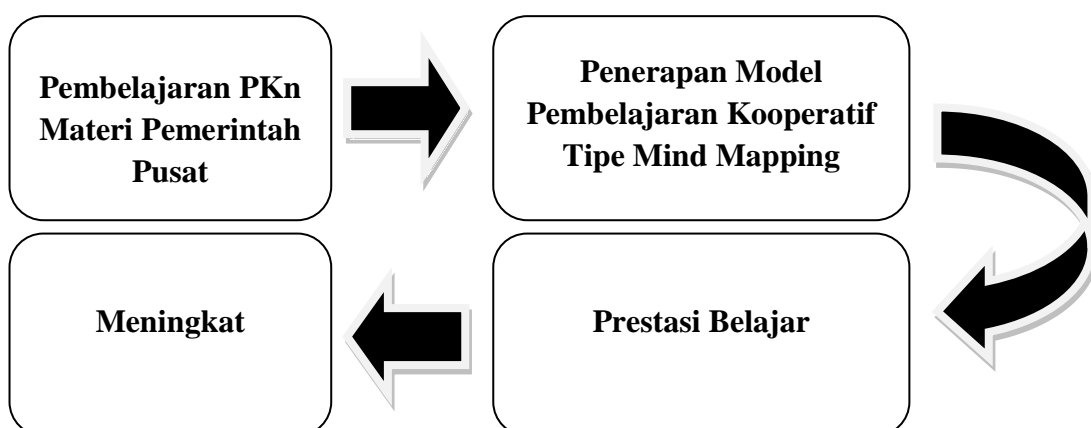 Pembelajaran PKn
Materi Pemerintah
Pusat
Penerapan Model
Pembelajaran Kooperatif
Tipe Mind Mapping
Prestasi Belajar
Meningkat